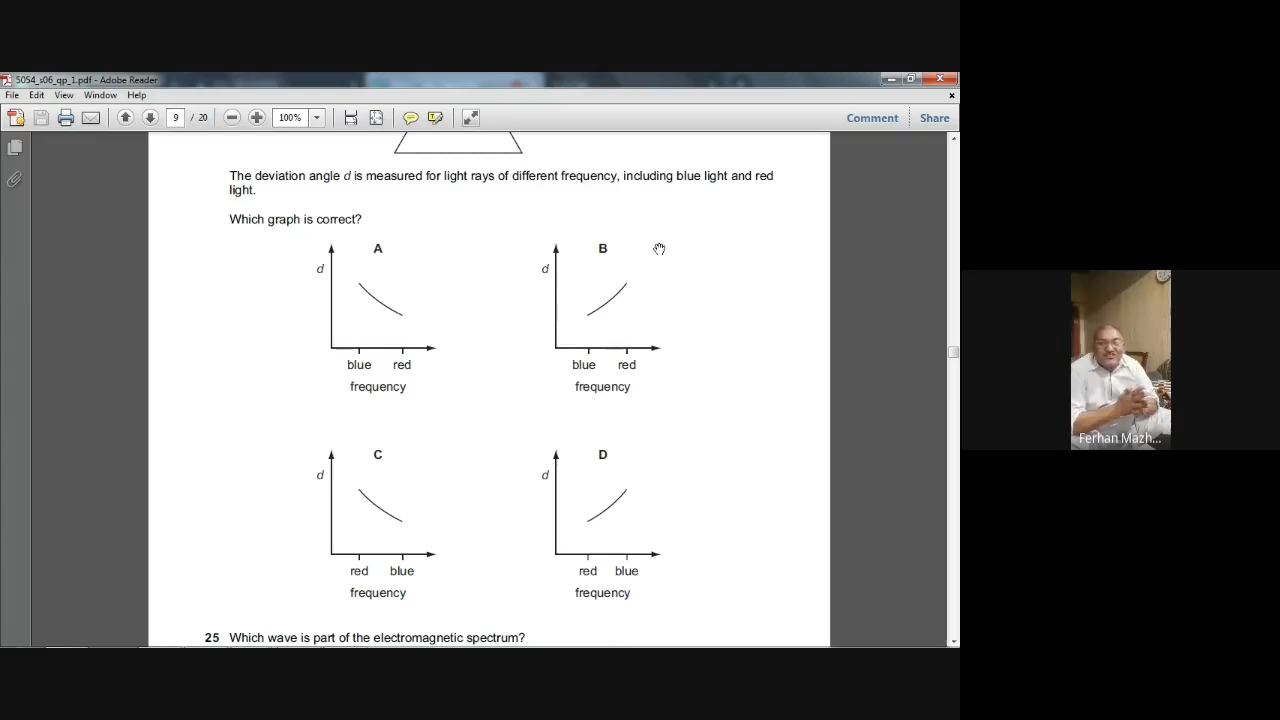 5054_s06_qp_1.pdf - Adobe Reader
File Edit View Window Help
9 / 20 100% Comment Share
The deviation angle d is measured for light rays of different frequency, including blue light and red
light.
Which graph is correct?
A
d
blue red
frequency
B
d
blue red
frequency
C
d
red blue
frequency
D
d
red blue
frequency
25 Which wave is part of the electromagnetic spectrum?
Ferhan Mazh...